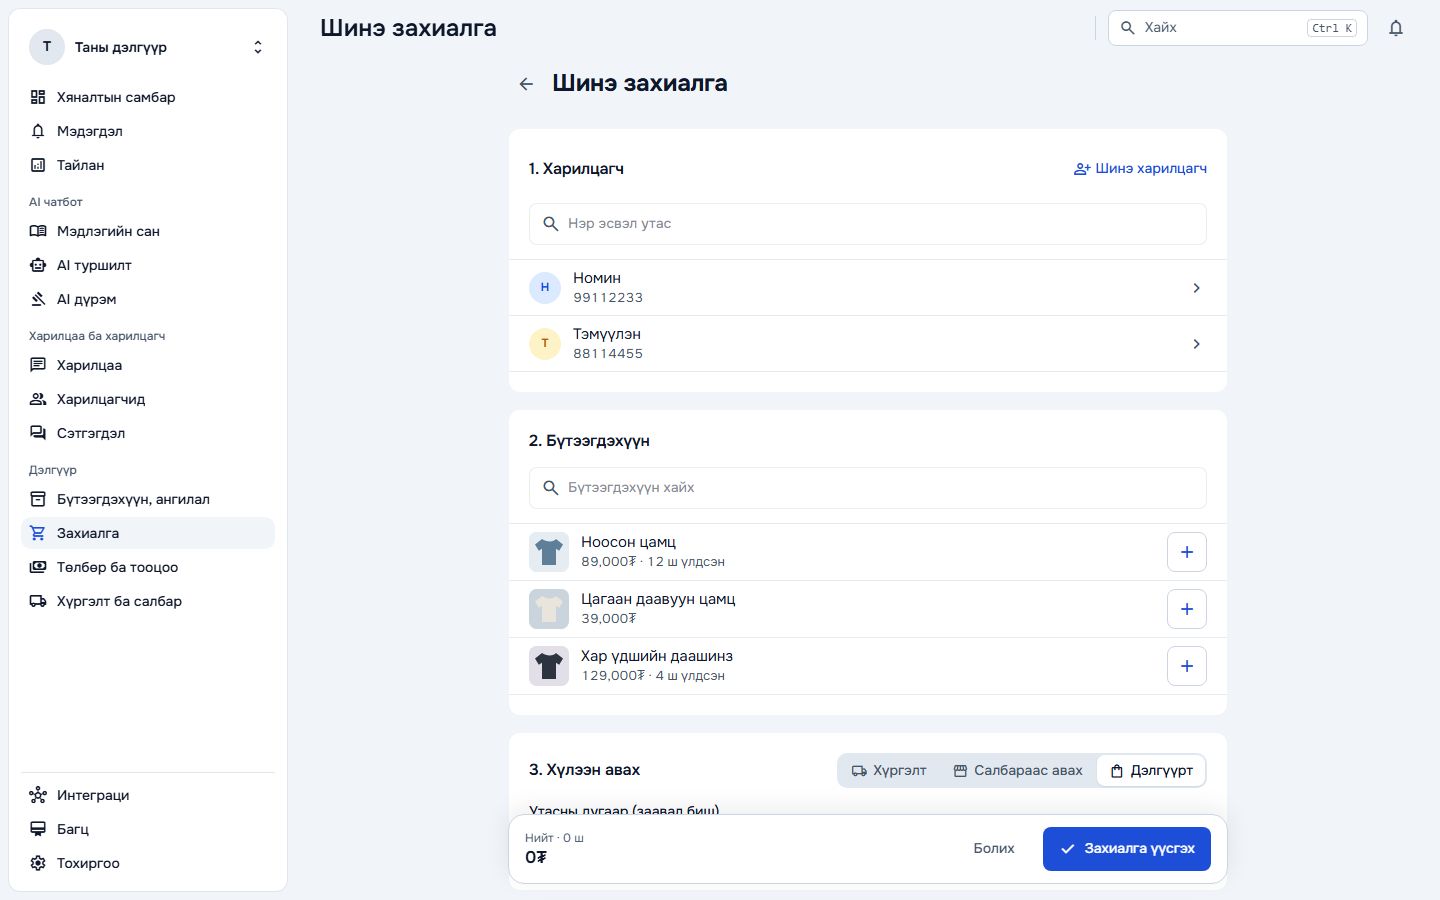 Т Таны дэлгүүр
Хяналтын самбар
Мэдэгдэл
Тайлан
AI чатбот
Мэдлэгийн сан
AI туршилт
AI дүрэм
Харилцаа ба харилцагч
Харилцаа
Харилцагчид
Сэтгэгдэл
Дэлгүүр
Бүтээгдэхүүн, ангилал
Захиалга
Төлбөр ба тооцоо
Хүргэлт ба салбар
Интеграци
Багц
Тохиргоо
Шинэ захиалга
Хайх Ctrl K
Шинэ захиалга
1. Харилцагч
Шинэ харилцагч
Нэр эсвэл утас
Н
Номин
99112233
Т
Тэмүүлэн
88114455
2. Бүтээгдэхүүн
Бүтээгдэхүүн хайх
Ноосон цамц
89,000₮ · 12 ш үлдсэн
Цагаан даавуун цамц
39,000₮
Хар үдшийн даашинз
129,000₮ · 4 ш үлдсэн
3. Хүлээн авах
Хүргэлт
Салбараас авах
Дэлгүүрт
Утасны дугаар (заавал биш)
Нийт · 0 ш
0₮
Болих
Захиалга үүсгэх